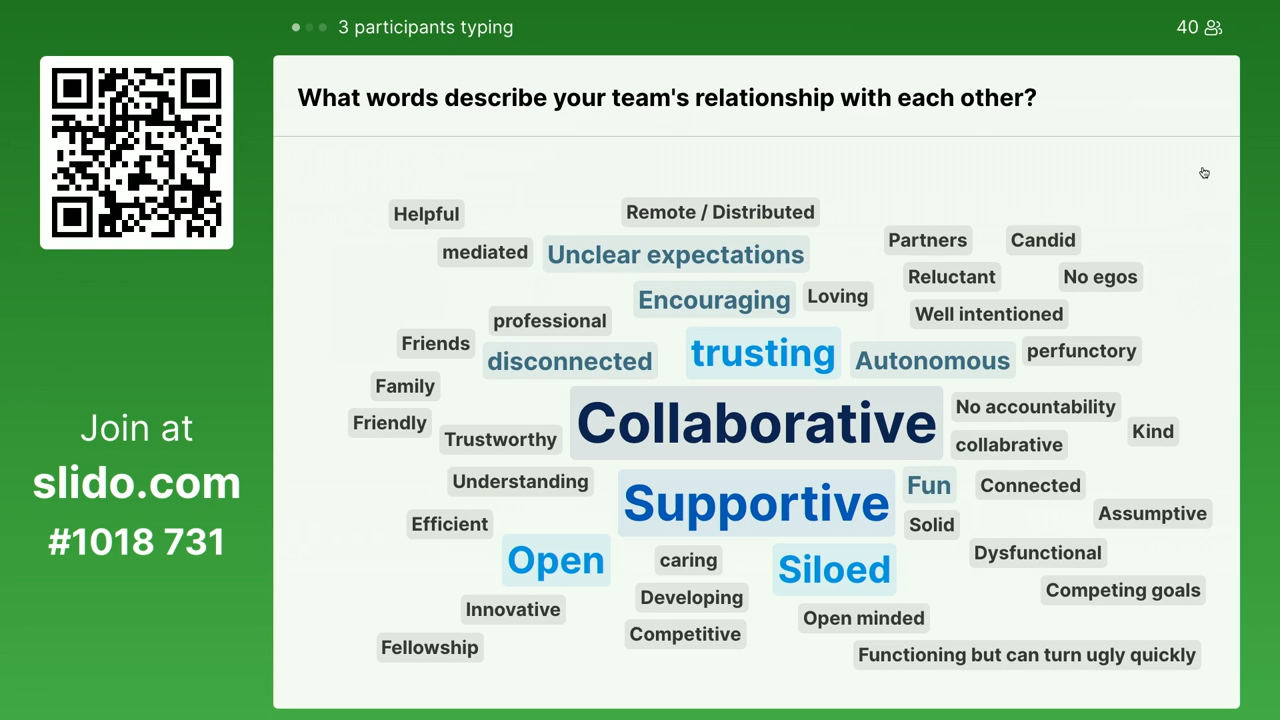 3 participants typing
40
What words describe your team's relationship with each other?
Helpful
Remote / Distributed
mediated
Unclear expectations
Partners
Candid
Reluctant
No egos
Encouraging
Loving
Well intentioned
professional
Friends
disconnected
trusting
Autonomous
perfunctory
Family
Friendly
Trustworthy
Collaborative
No accountability
collabrative
Kind
Understanding
Supportive
Fun
Connected
Efficient
Solid
Assumptive
Open
caring
Siloed
Dysfunctional
Developing
Competing goals
Innovative
Competitive
Open minded
Fellowship
Functioning but can turn ugly quickly
Join at
slido.com
#1018 731